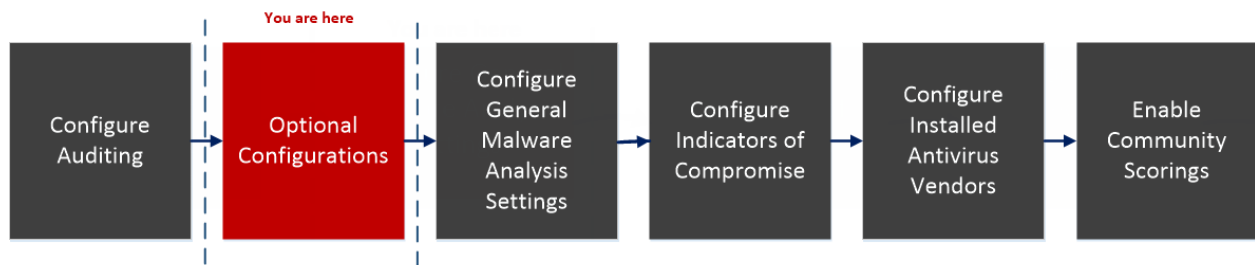 You are here
Configure
Auditing
Optional
Configurations
Configure
General
Malware
Analysis
Settings
Configure
Indicators of
Compromise
Configure
Installed
Antivirus
Vendors
Enable
Community
Scorings